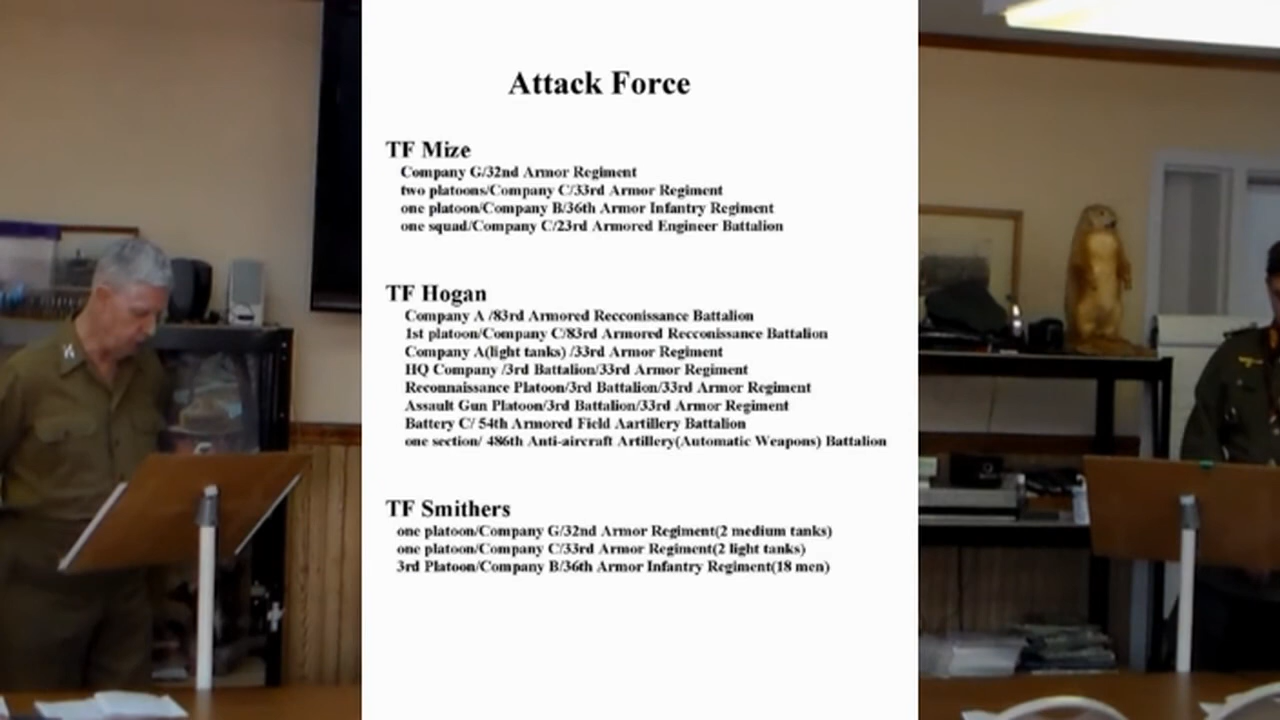 Attack Force
TF Mize
Company G/32nd Armor Regiment
two platoons/Company C/33rd Armor Regiment
one platoon/Company B/36th Armor Infantry Regiment
one squad/Company C/23rd Armored Engineer Battalion
TF Hogan
Company A /83rd Armored Recconissance Battalion
1st platoon/Company C/83rd Armored Recconissance Battalion
Company A(light tanks) /33rd Armor Regiment
HQ Company /3rd Battalion/33rd Armor Regiment
Reconnaissance Platoon/3rd Battalion/33rd Armor Regiment
Assault Gun Platoon/3rd Battalion/33rd Armor Regiment
Battery C/ 54th Armored Field Aartillery Battalion
one section/ 486th Anti-aircraft Artillery(Automatic Weapons) Battalion
TF Smithers
one platoon/Company G/32nd Armor Regiment(2 medium tanks)
one platoon/Company C/33rd Armor Regiment(2 light tanks)
3rd Platoon/Company B/36th Armor Infantry Regiment(18 men)